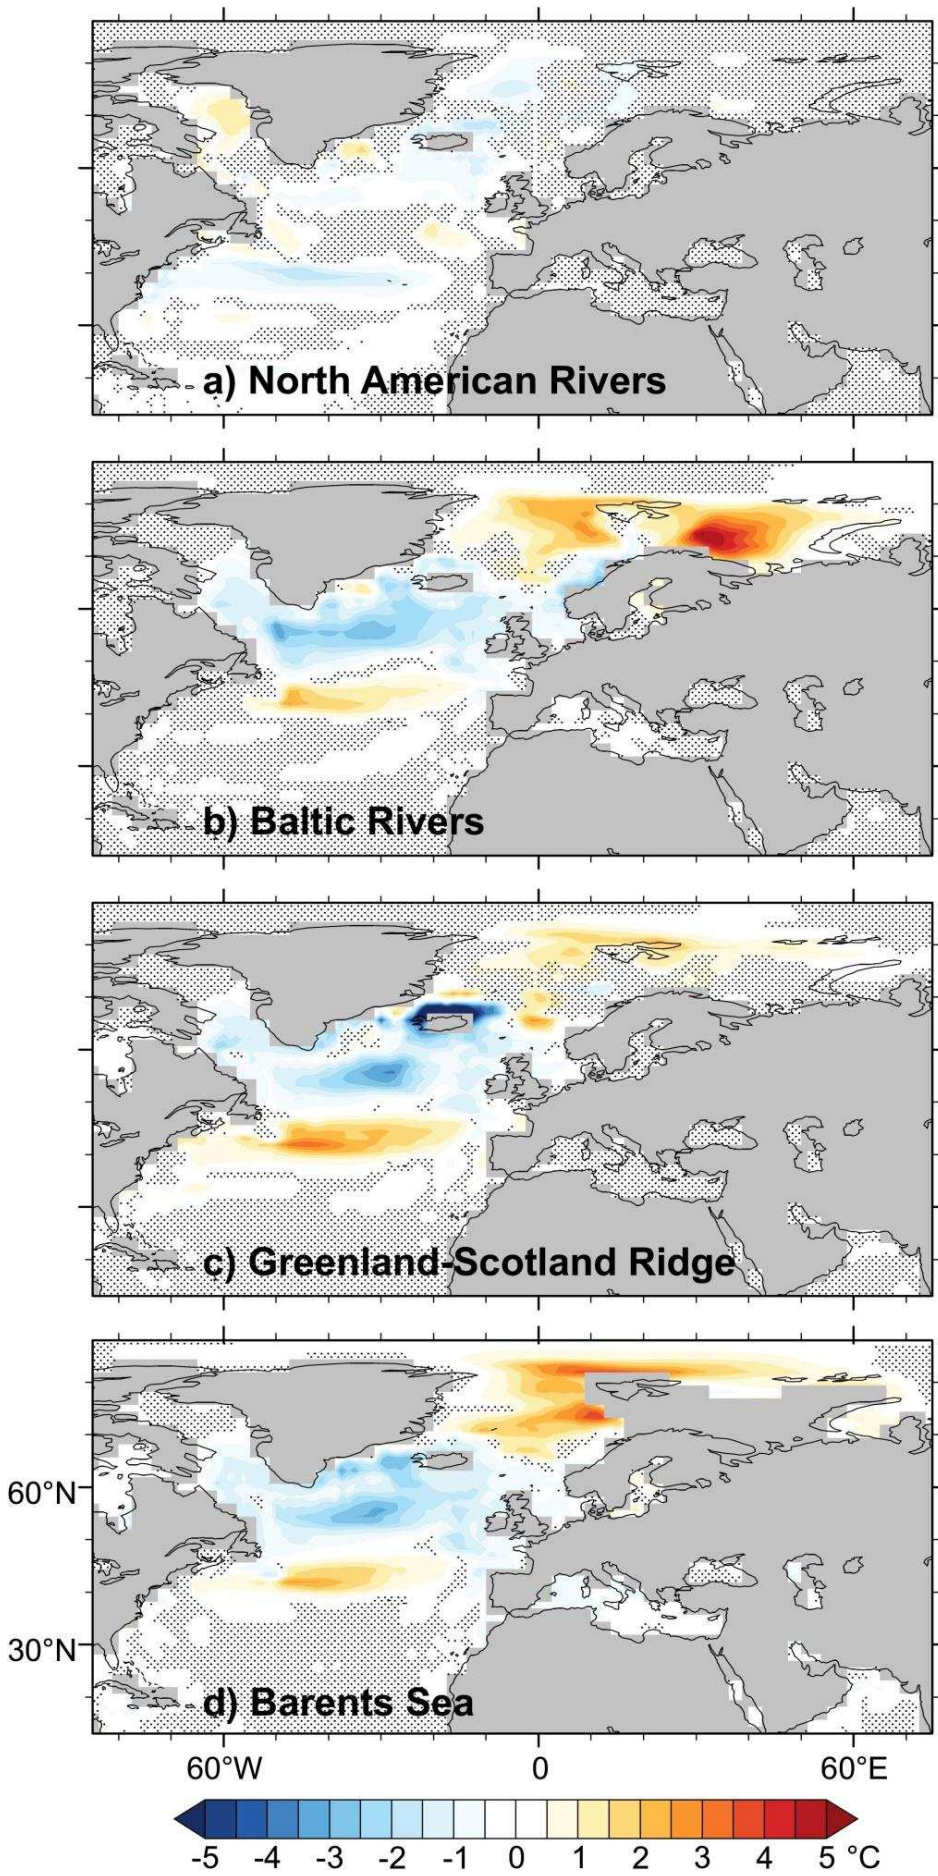 a) North American Rivers
b) Baltic Rivers
c) Greenland-Scotland Ridge
60°N
30°N
d) Barents Sea
60°W 0 60°E
-5 -4 -3 -2 -1 0 1 2 3 4 5 °C